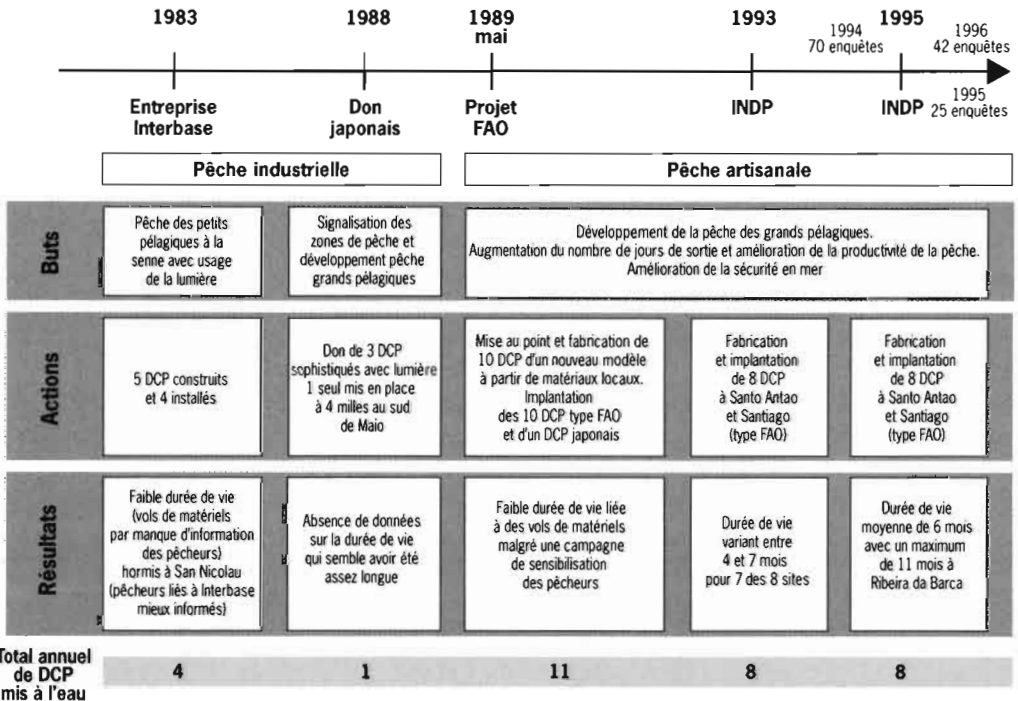 1983
1988
1989
mai
1993
1994
70 enquêtes
1995
1996
42 enquêtes
1995
25 enquêtes
Entreprise
Interbase
Don
japonais
Projet
FAO
INDP
INDP
Pêche industrielle
Pêche artisanale
Buts
Pêche des petits
pélagiques à la
senne avec usage
de la lumière
Signalisation des
zones de pêche et
développement pêche
grands pélagiques
Développement de la pêche des grands pélagiques.
Augmentation du nombre de jours de sortie et amélioration de la productivité de la pêche.
Amélioration de la sécurité en mer
Actions
5 DCP construits
et 4 installés
Don de 3 DCP
sophistiqués avec lumière
1 seul mis en place
à 4 milles au sud
de Maio
Mise au point et fabrication de
10 DCP d'un nouveau modèle
à partir de matériaux locaux.
Implantation
des 10 DCP type FAO
et d'un DCP japonais
Fabrication
et implantation
de 8 DCP
à Santo Antao
et Santiago
(type FAO)
Fabrication
et implantation
de 8 DCP
à Santo Antao
et Santiago
(type FAO)
Résultats
Faible durée de vie
(vols de matériels
par manque d'information
des pêcheurs)
hormis à San Nicolau
(pêcheurs liés à Interbase
mieux informés)
Absence de données
sur la durée de vie
qui semble avoir été
assez longue
Faible durée de vie liée
à des vols de matériels
malgré une campagne
de sensibilisation
des pêcheurs
Durée de vie
variant entre
4 et 7 mois
pour 7 des 8 sites
Durée de vie
moyenne de 6 mois
avec un maximum
de 11 mois à
Ribeira da Barca
Total annuel
de DCP
mis à l'eau
4
1
11
8
8